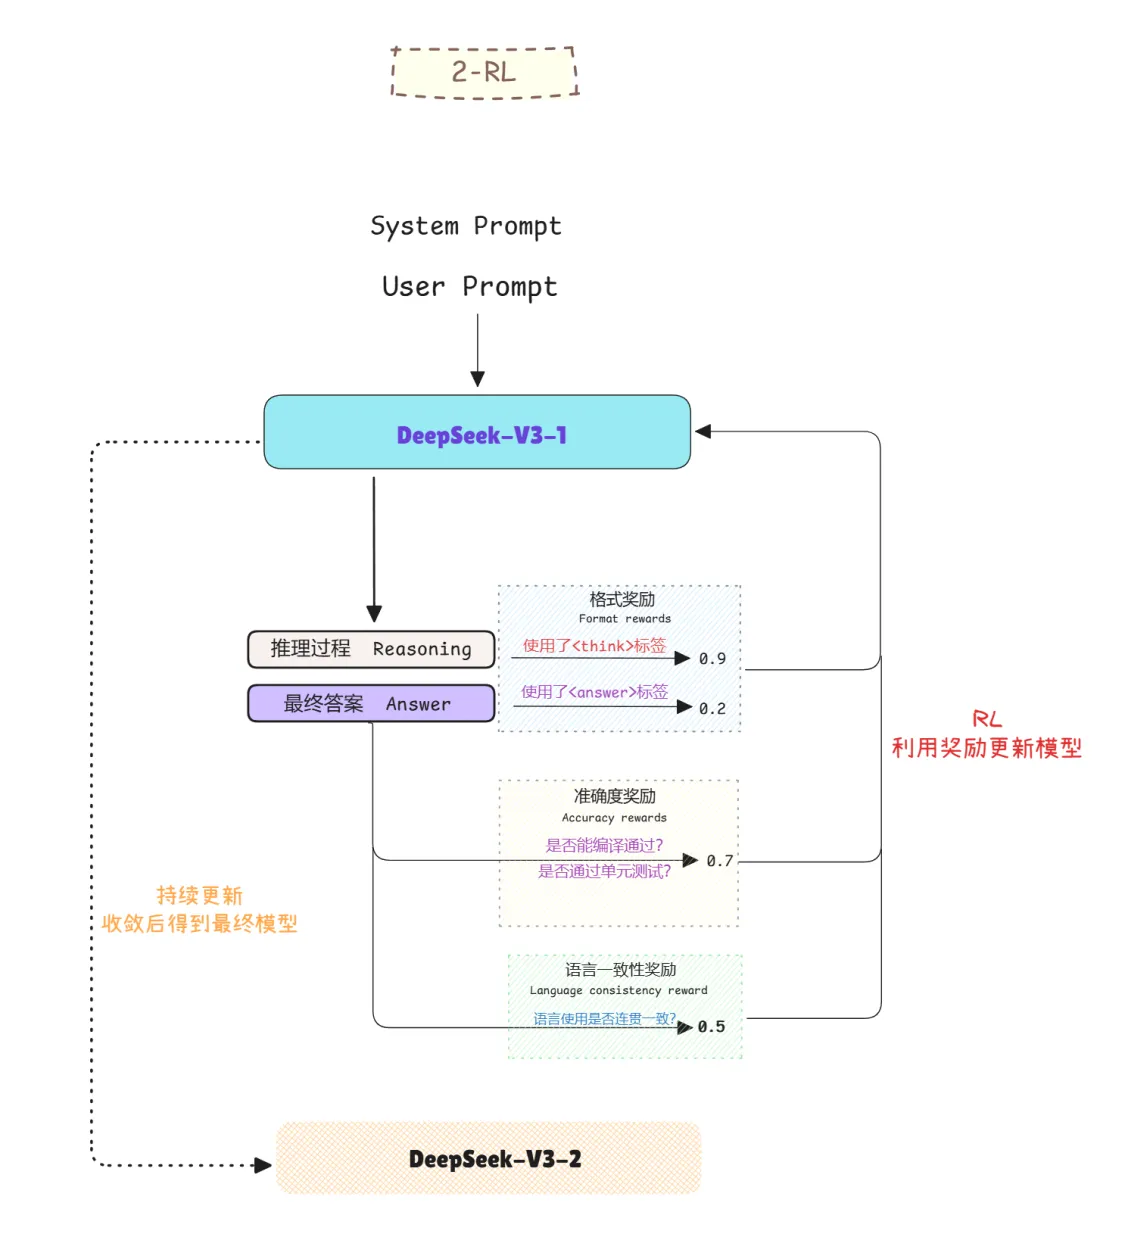 2-RL
System Prompt
User Prompt
DeepSeek-V3-1
推理过程 Reasoning
最终答案 Answer
格式奖励
Format rewards
使用了<think>标签
0.9
使用了<answer>标签
0.2
准确度奖励
Accuracy rewards
是否能编译通过?
0.7
是否通过单元测试?
语言一致性奖励
Language consistency reward
语言使用是否连贯一致?
0.5
RL
利用奖励更新模型
持续更新
收敛后得到最终模型
DeepSeek-V3-2